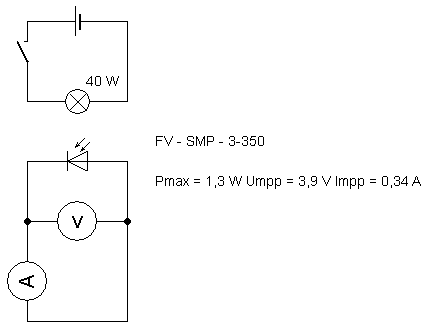 40 W
FV - SMP - 3-350
Pmax = 1,3 W Umpp = 3,9 V Impp = 0,34 A
V
A